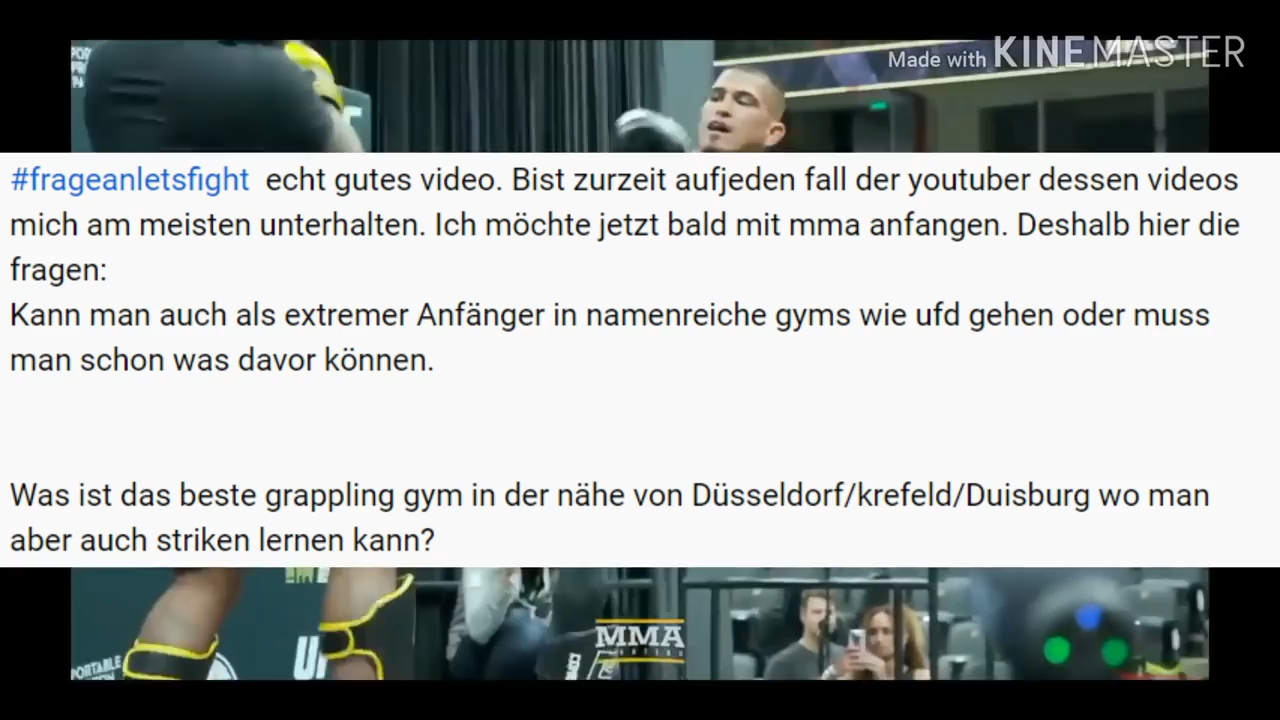 Made with KINEMASTER
#frageanletsfight echt gutes video. Bist zurzeit aufjeden fall der youtuber dessen videos
mich am meisten unterhalten. Ich möchte jetzt bald mit mma anfangen. Deshalb hier die
fragen:
Kann man auch als extremer Anfänger in namenreiche gyms wie ufd gehen oder muss
man schon was davor können.
Was ist das beste grappling gym in der nähe von Düsseldorf/krefeld/Duisburg wo man
aber auch striken lernen kann?
MMA
PORTABLE